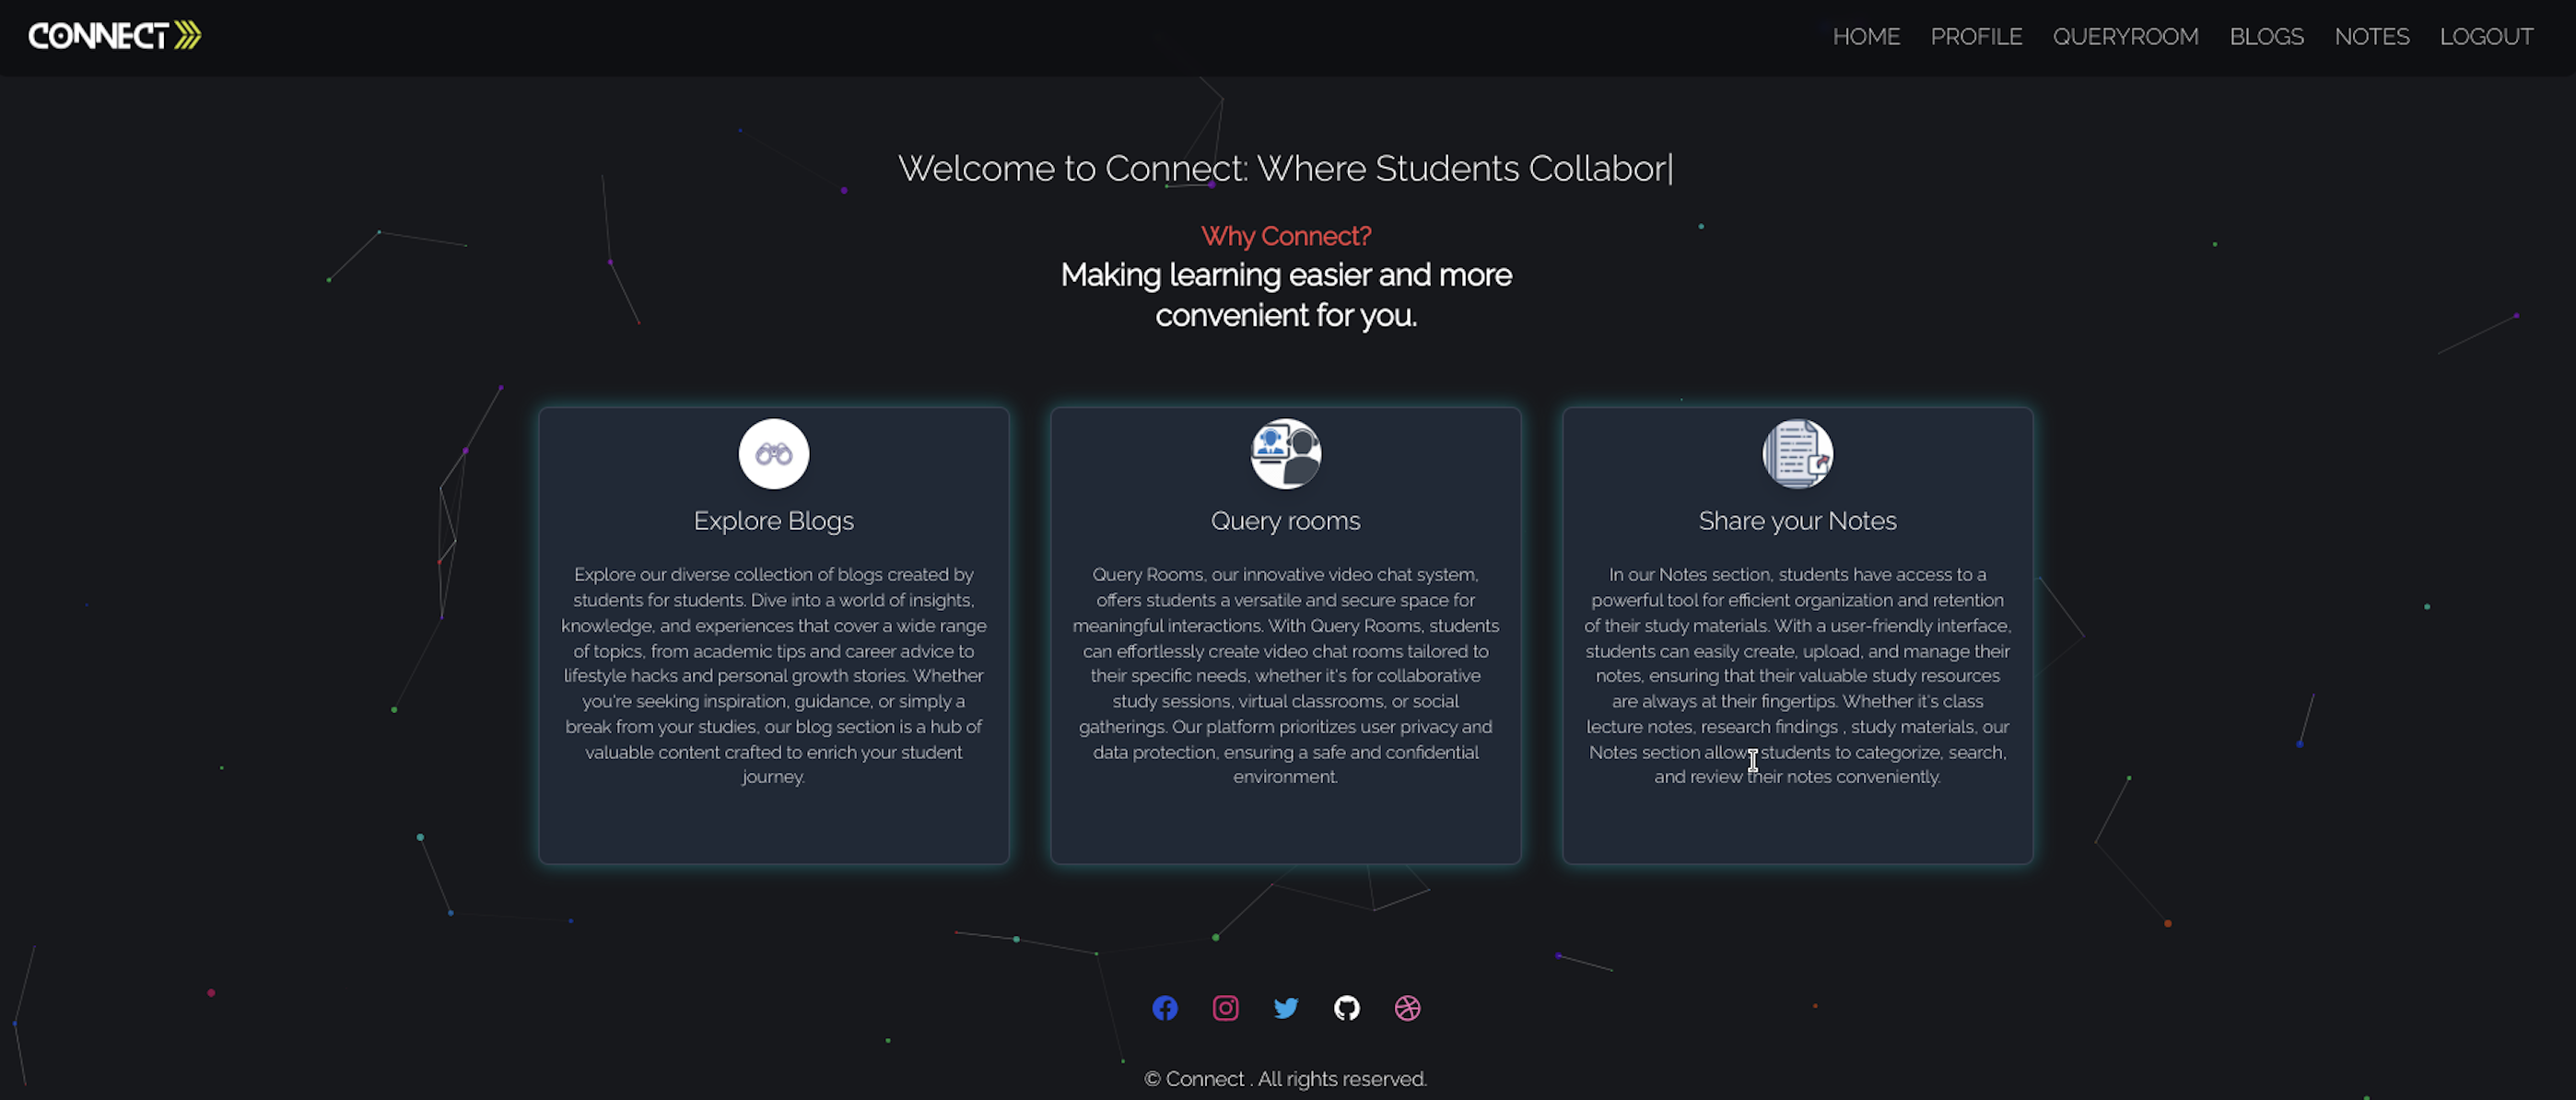 CONNECT
HOME PROFILE QUERYROOM BLOGS NOTES LOGOUT
Welcome to Connect: Where Students Collabor|
Why Connect?
Making learning easier and more
convenient for you.
Explore Blogs
Explore our diverse collection of blogs created by
students for students. Dive into a world of insights,
knowledge, and experiences that cover a wide range
of topics, from academic tips and career advice to
lifestyle hacks and personal growth stories. Whether
you're seeking inspiration, guidance, or simply a
break from your studies, our blog section is a hub of
valuable content crafted to enrich your student
journey.
Query rooms
Query Rooms, our innovative video chat system,
offers students a versatile and secure space for
meaningful interactions. With Query Rooms, students
can effortlessly create video chat rooms tailored to
their specific needs, whether it's for collaborative
study sessions, virtual classrooms, or social
gatherings. Our platform prioritizes user privacy and
data protection, ensuring a safe and confidential
environment.
Share your Notes
In our Notes section, students have access to a
powerful tool for efficient organization and retention
of their study materials. With a user-friendly interface,
students can easily create, upload, and manage their
notes, ensuring that their valuable study resources
are always at their fingertips. Whether it's class
lecture notes, research findings , study materials, our
Notes section allows students to categorize, search,
and review their notes conveniently.
© Connect . All rights reserved.